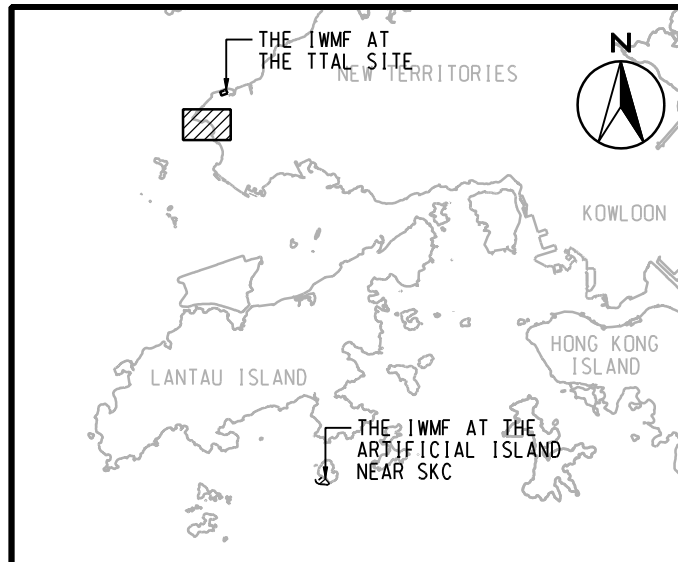 THE IWMF AT
THE TTAL SITE
N
NEW TERRITORIES
KOWLOON
HONG KONG
ISLAND
LANTAU ISLAND
THE IWMF AT THE
ARTIFICIAL ISLAND
NEAR SKC